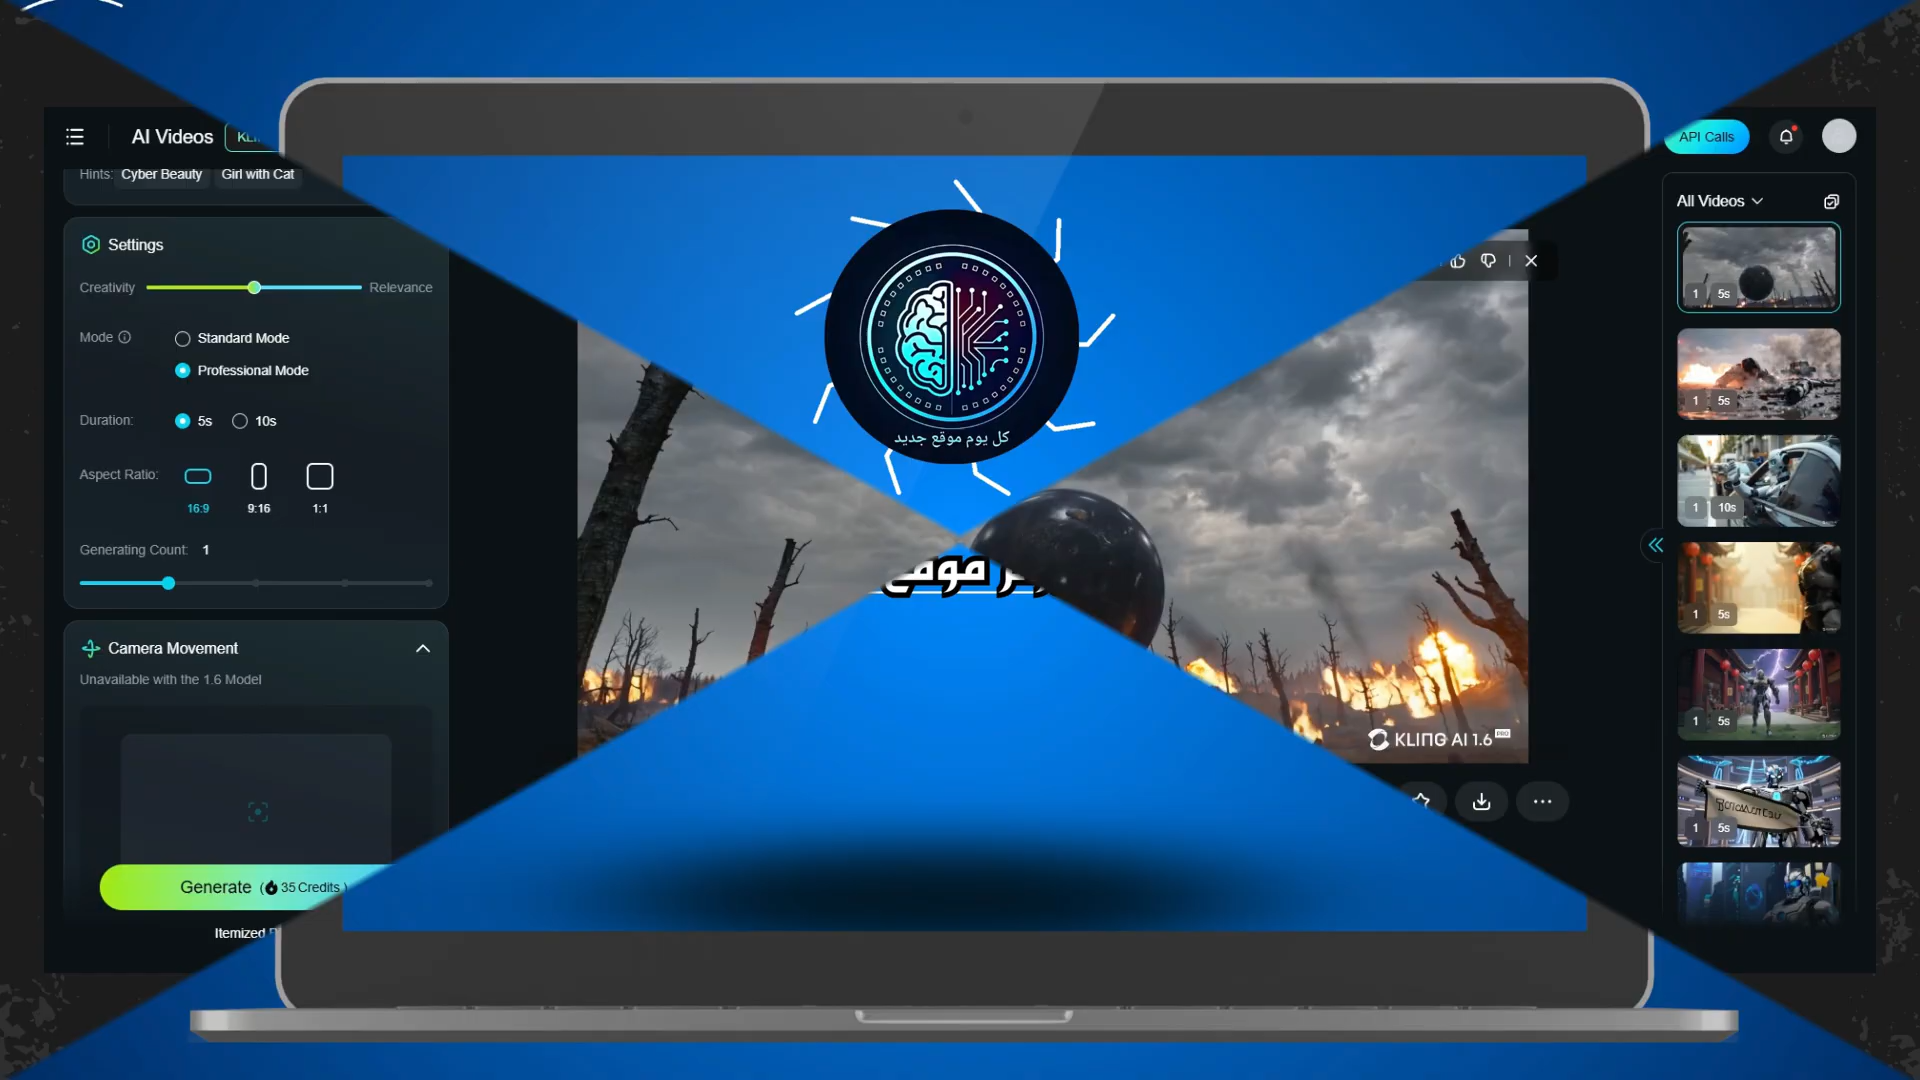 AI Videos
API Calls
Hints: Cyber Beauty Girl with Cat
Settings
Creativity Relevance
Mode
Standard Mode
Professional Mode
Duration: 5s 10s
Aspect Ratio:
16:9 9:16 1:1
Generating Count: 1
Camera Movement
Unavailable with the 1.6 Model
Generate (35 Credits)
Itemized
كل يوم موقع جديد
موقع
KLING AI 1.6 PRO
All Videos
1 5s
1 5s
1 10s
1 5s
1 5s
1 5s